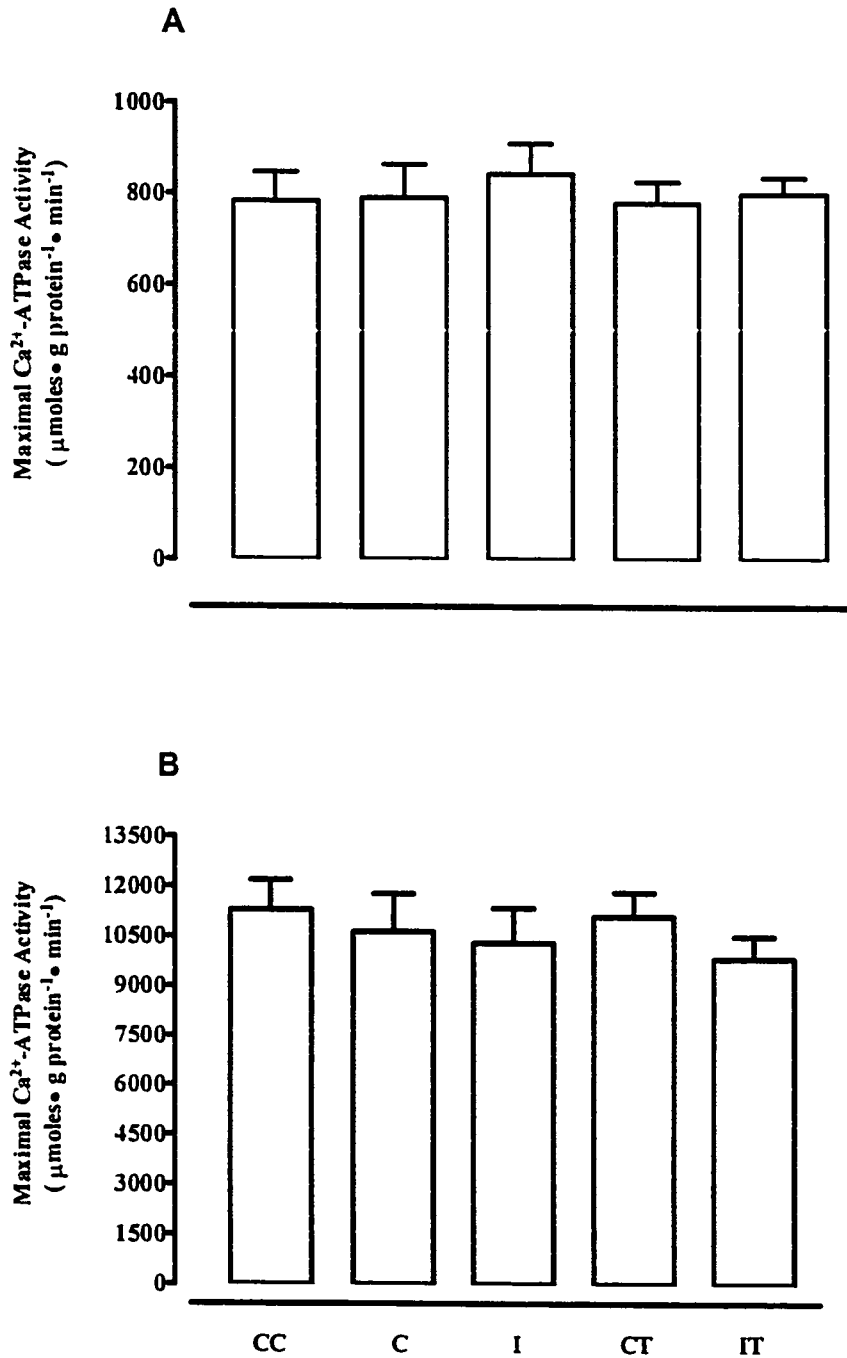 A
Maximal Ca²⁺-ATPase Activity
( μmoles• g protein⁻¹• min⁻¹)
1000
800
600
400
200
0
B
Maximal Ca²⁺-ATPase Activity
( μmoles• g protein⁻¹• min⁻¹)
13500
12000
10500
9000
7500
6000
4500
3000
1500
0
CC C I CT IT